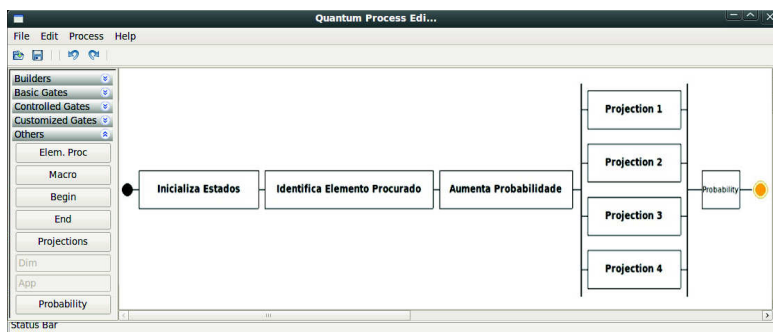 Quantum Process Edi...
File Edit Process Help
Builders
Basic Gates
Controlled Gates
Customized Gates
Others
Elem. Proc
Macro
Begin
End
Projections
Dim
App
Probability
Inicializa Estados
Identifica Elemento Procurado
Aumenta Probabilidade
Projection 1
Projection 2
Projection 3
Projection 4
Probability
Status Bar